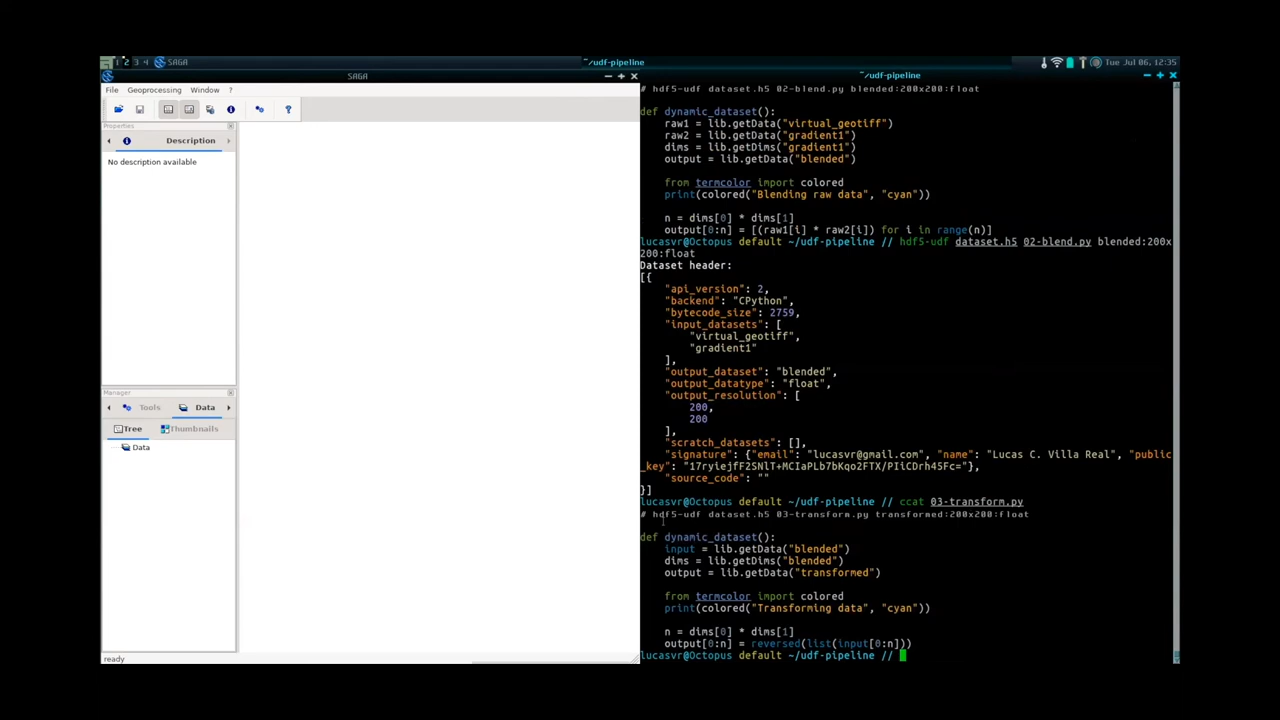 1 2 3 4 SAGA
~/udf-pipeline
Tue Jul 06, 12:35
SAGA
~/udf-pipeline
File Geoprocessing Window ?
Properties
Description
No description available
Manager
Tools Data
Tree Thumbnails
Data
ready
# hdf5-udf dataset.h5 02-blend.py blended:200x200:float
def dynamic_dataset():
raw1 = lib.getData("virtual_geotiff")
raw2 = lib.getData("gradient1")
dims = lib.getDims("gradient1")
output = lib.getData("blended")
from termcolor import colored
print(colored("Blending raw data", "cyan"))
n = dims[0] * dims[1]
output[0:n] = [(raw1[i] * raw2[i]) for i in range(n)]
lucasvr@Octopus default ~/udf-pipeline // hdf5-udf dataset.h5 02-blend.py blended:200x
200:float
Dataset header:
[{
"api_version": 2,
"backend": "CPython",
"bytecode_size": 2759,
"input_datasets": [
"virtual_geotiff",
"gradient1"
],
"output_dataset": "blended",
"output_datatype": "float",
"output_resolution": [
200,
200
],
"scratch_datasets": [],
"signature": {"email": "lucasvr@gmail.com", "name": "Lucas C. Villa Real", "public
_key": "17ryiejfF2SNlT+MCIaPLb7bKqo2FTX/PIiCDrh45Fc="},
"source_code": ""
}]
lucasvr@Octopus default ~/udf-pipeline // ccat 03-transform.py
# hdf5-udf dataset.h5 03-transform.py transformed:200x200:float
def dynamic_dataset():
input = lib.getData("blended")
dims = lib.getDims("blended")
output = lib.getData("transformed")
from termcolor import colored
print(colored("Transforming data", "cyan"))
n = dims[0] * dims[1]
output[0:n] = reversed(list(input[0:n]))
lucasvr@Octopus default ~/udf-pipeline //